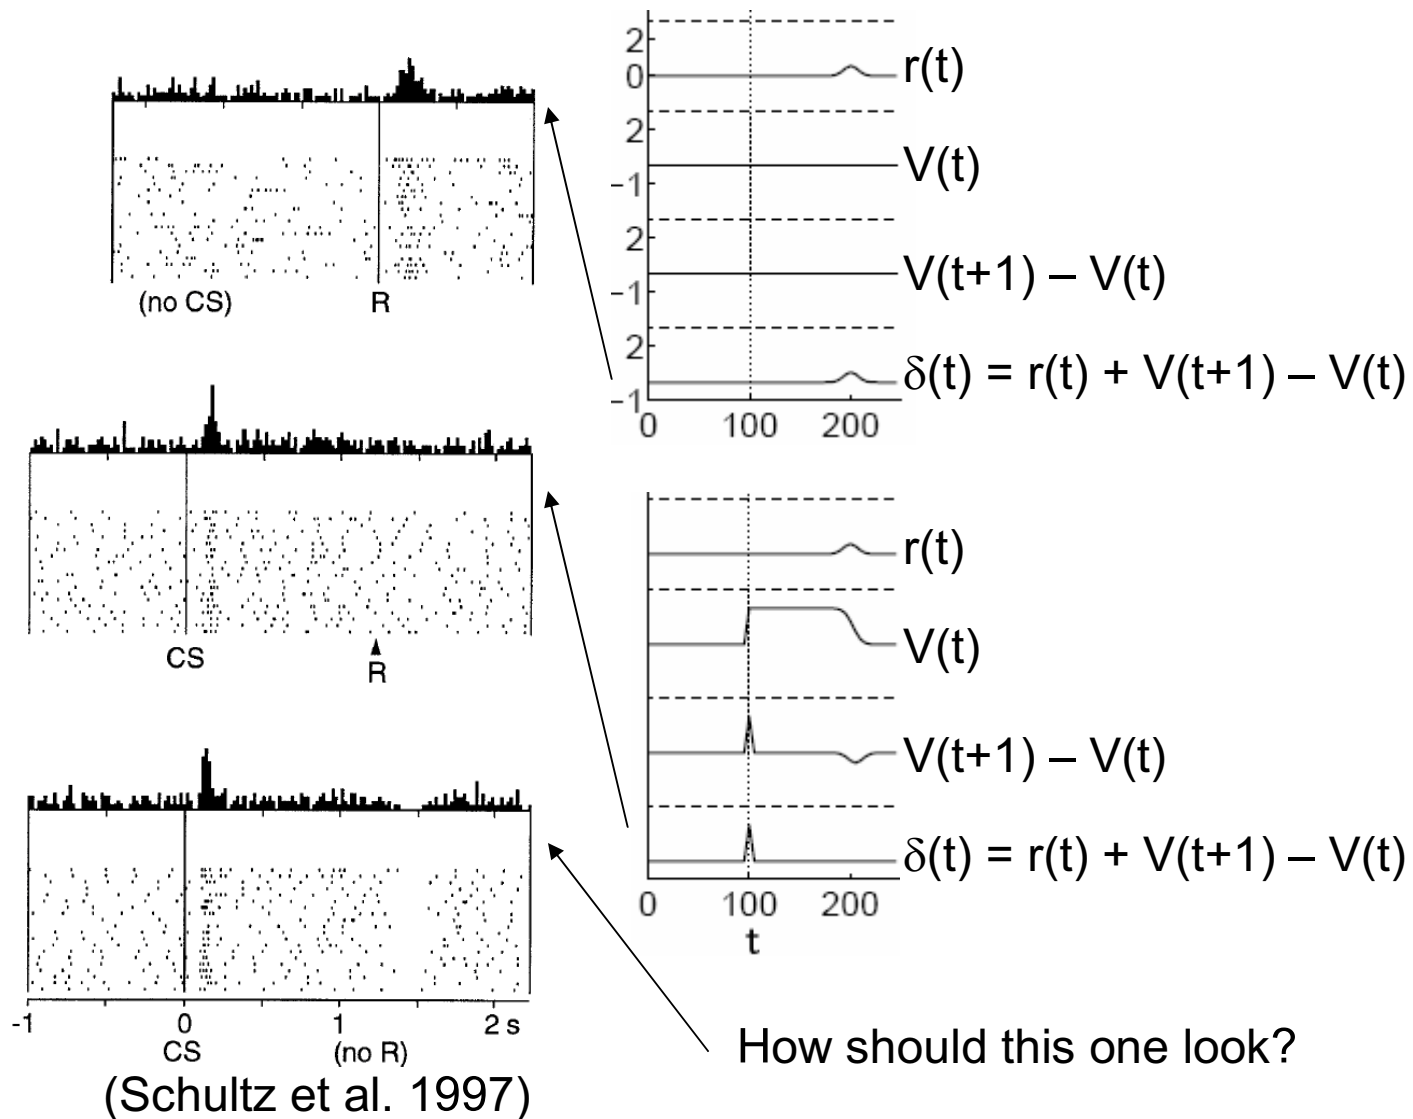 (no CS)
R
CS
R
-1
0
1
2 s
CS
(no R)
(Schultz et al. 1997)
2
0
r(t)
2
–1
V(t)
2
–1
V(t+1) – V(t)
2
–1
δ(t) = r(t) + V(t+1) – V(t)
0
100
200
r(t)
V(t)
V(t+1) – V(t)
δ(t) = r(t) + V(t+1) – V(t)
0
100
200
t
How should this one look?